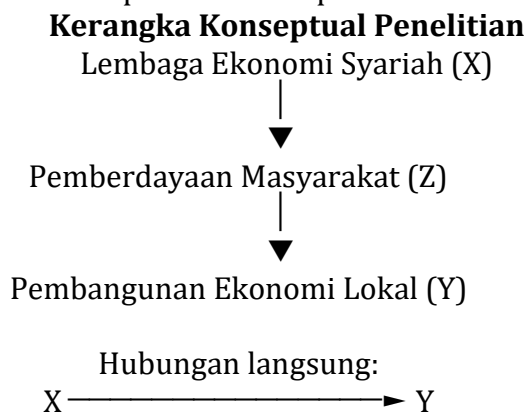 Kerangka Konseptual Penelitian
Lembaga Ekonomi Syariah (X)
Pemberdayaan Masyarakat (Z)
Pembangunan Ekonomi Lokal (Y)
Hubungan langsung:
X Y